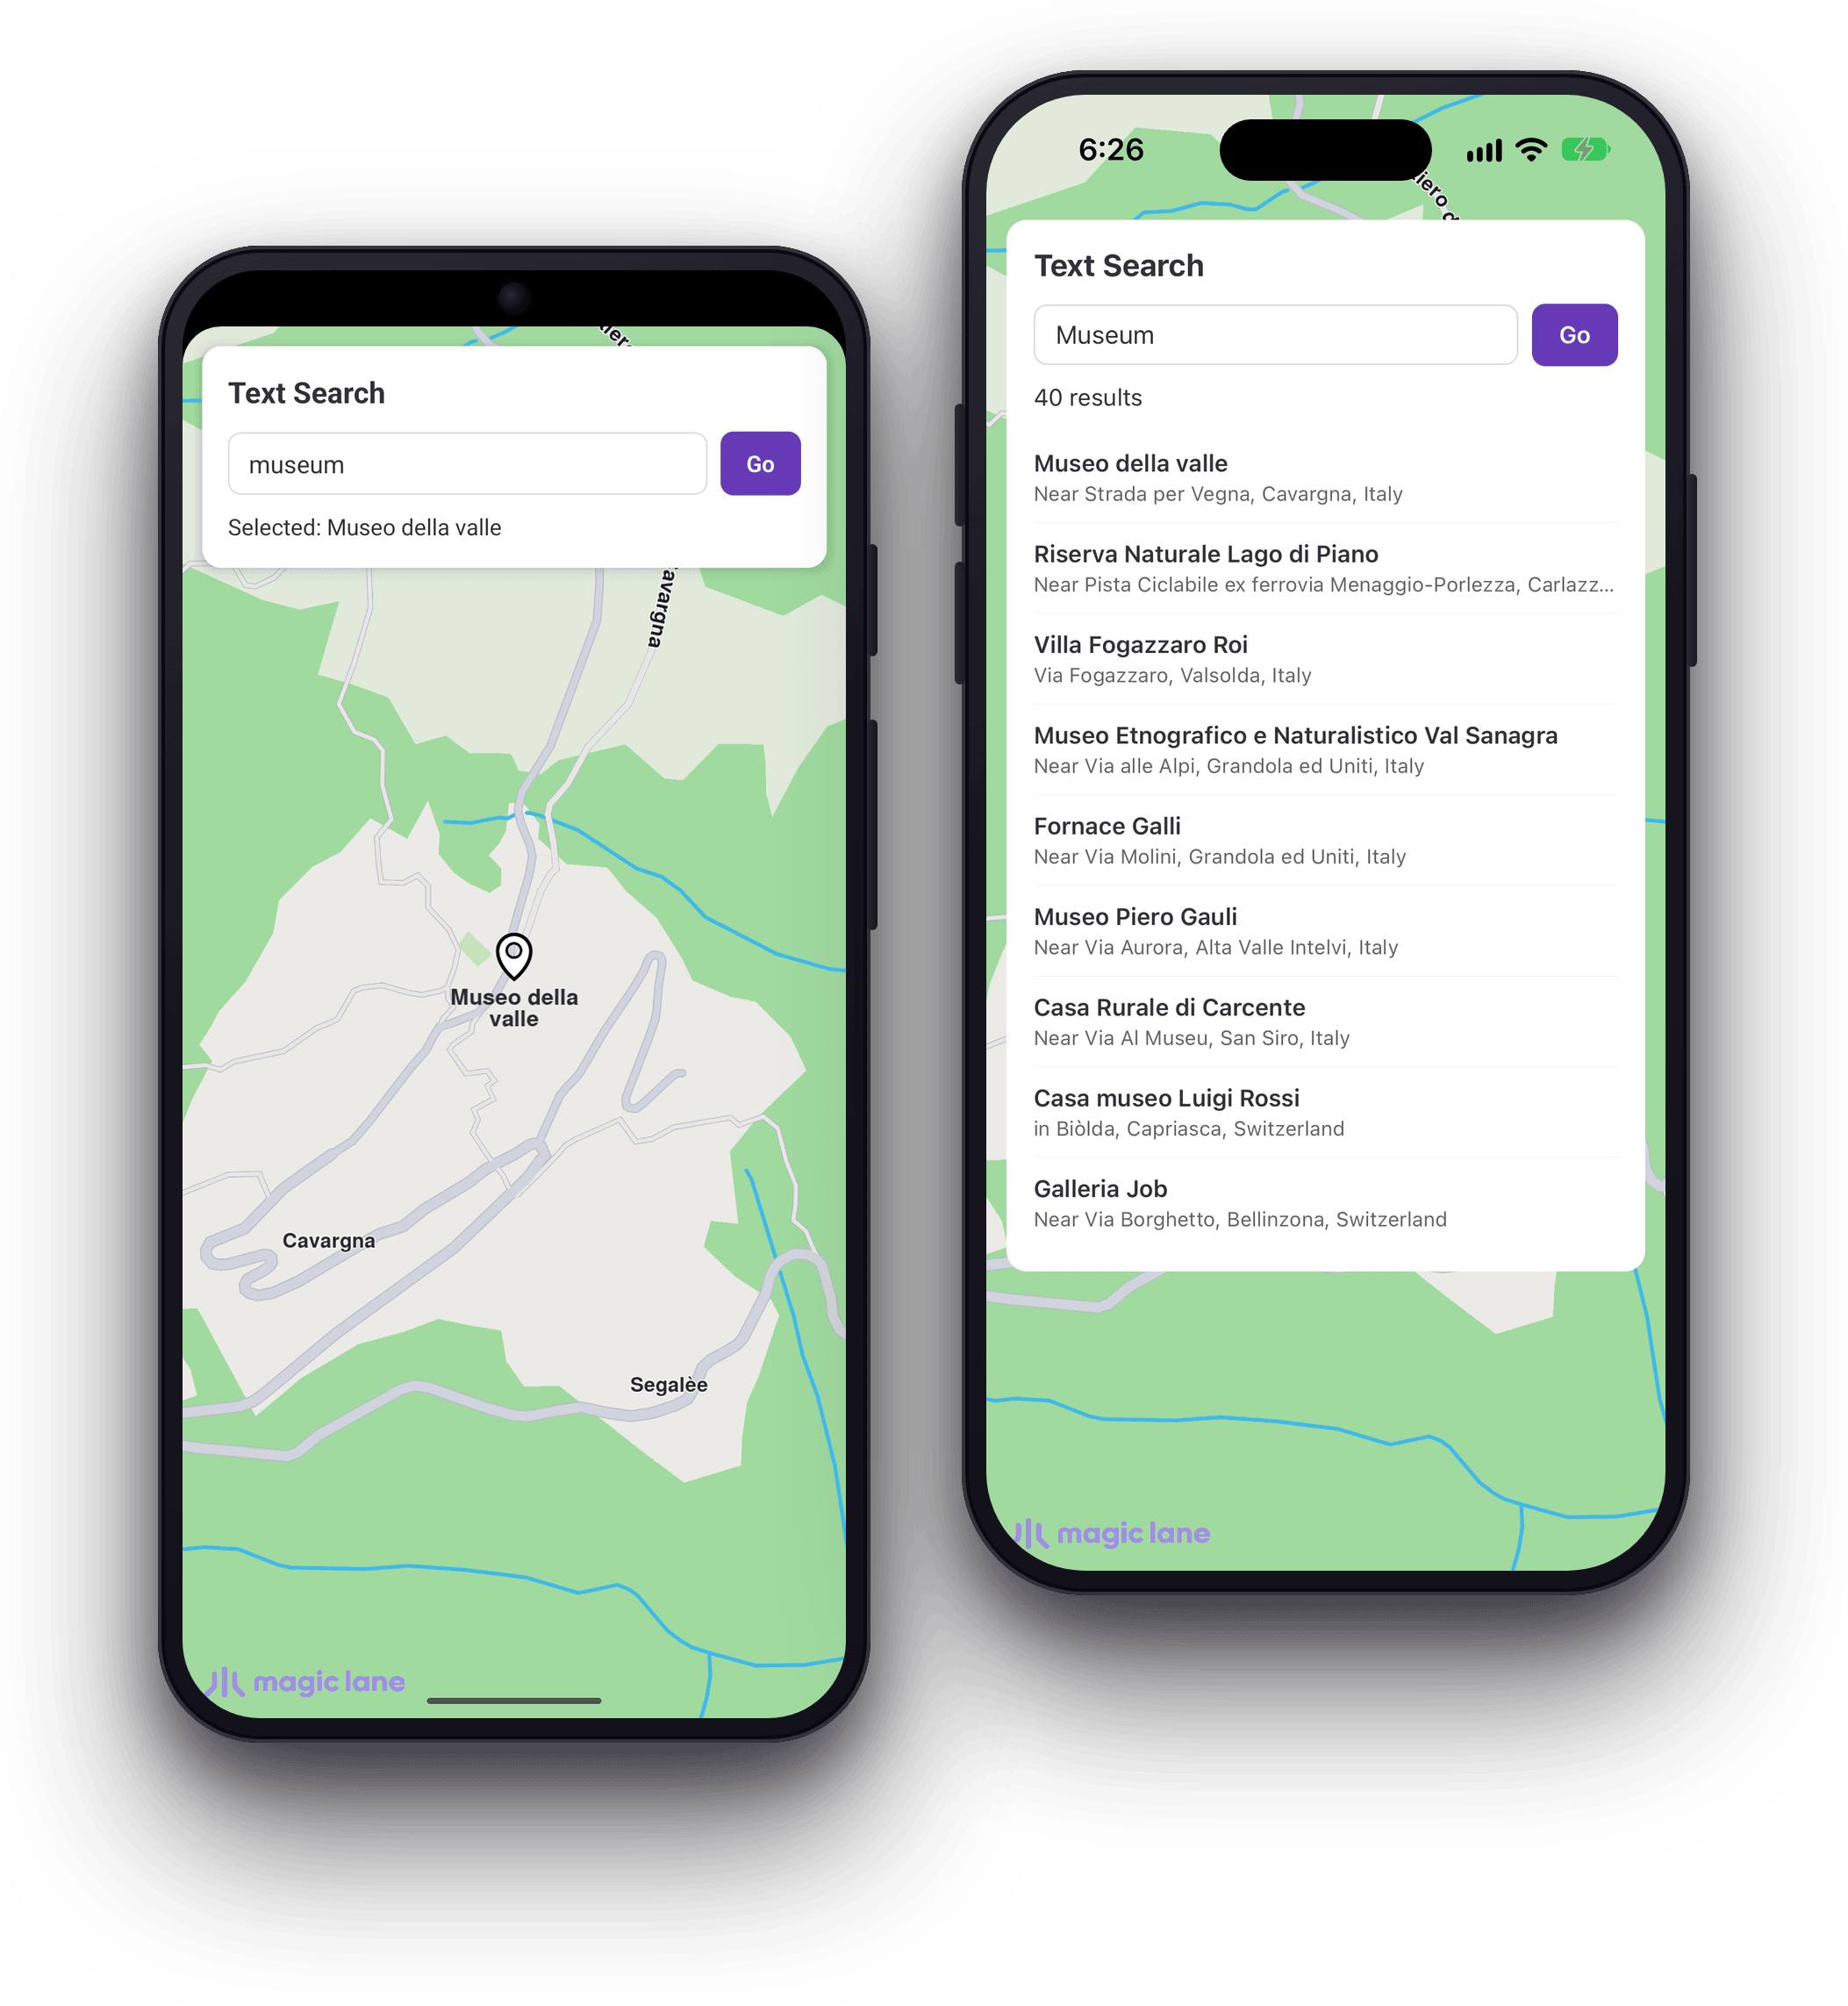 Text Search
museum
Go
Selected: Museo della valle
avargna
Museo della
valle
Cavargna
Segalèe
magic lane
6:26
Text Search
Museum
Go
40 results
Museo della valle
Near Strada per Vegna, Cavargna, Italy
Riserva Naturale Lago di Piano
Near Pista Ciclabile ex ferrovia Menaggio-Porlezza, Carlazz...
Villa Fogazzaro Roi
Via Fogazzaro, Valsolda, Italy
Museo Etnografico e Naturalistico Val Sanagra
Near Via alle Alpi, Grandola ed Uniti, Italy
Fornace Galli
Near Via Molini, Grandola ed Uniti, Italy
Museo Piero Gauli
Near Via Aurora, Alta Valle Intelvi, Italy
Casa Rurale di Carcente
Near Via Al Museu, San Siro, Italy
Casa museo Luigi Rossi
in Biòlda, Capriasca, Switzerland
Galleria Job
Near Via Borghetto, Bellinzona, Switzerland
magic lane